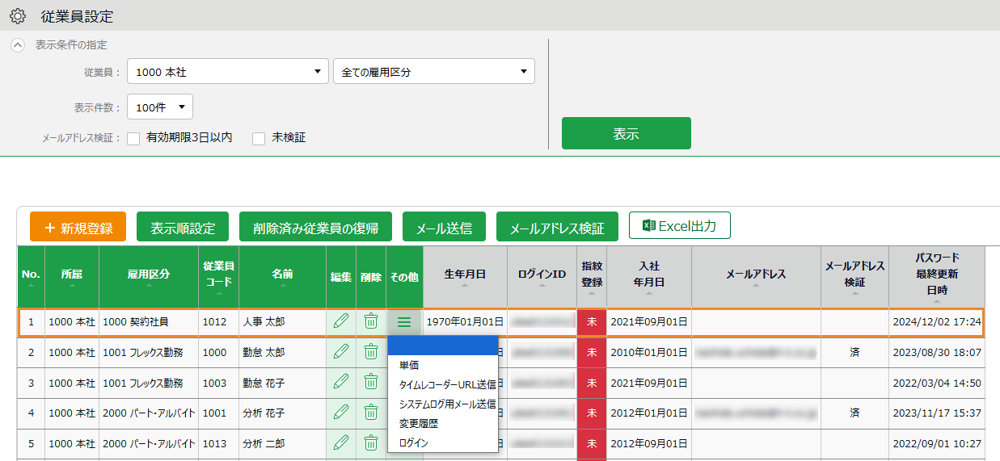 従業員設定
表示条件の指定
従業員： 1000 本社 全ての雇用区分
表示件数： 100件
メールアドレス検証： 有効期限3日以内 未検証
表示
＋ 新規登録 表示順設定 削除済み従業員の復帰 メール送信 メールアドレス検証 Excel出力
No. 所属 雇用区分 従業員コード 名前 編集 削除 その他 生年月日 ログインID 指紋登録 入社年月日 メールアドレス メールアドレス検証 パスワード最終更新日時
1 1000 本社 1000 契約社員 1012 人事 太郎 1970年01月01日 未 2021年09月01日 2024/12/02 17:24
2 1000 本社 1001 フレックス勤務 1000 勤怠 太郎 日 未 2010年01月01日 済 2023/08/30 18:07
3 1000 本社 1001 フレックス勤務 1003 勤怠 花子 日 未 2021年09月01日 2022/03/04 14:50
4 1000 本社 2000 パート・アルバイト 1001 分析 花子 日 未 2012年01月01日 済 2023/11/17 15:37
5 1000 本社 2000 パート・アルバイト 1013 分析 二郎 日 未 2012年09月01日 2022/09/01 10:27
単価
タイムレコーダーURL送信
システムログ用メール送信
変更履歴
ログイン